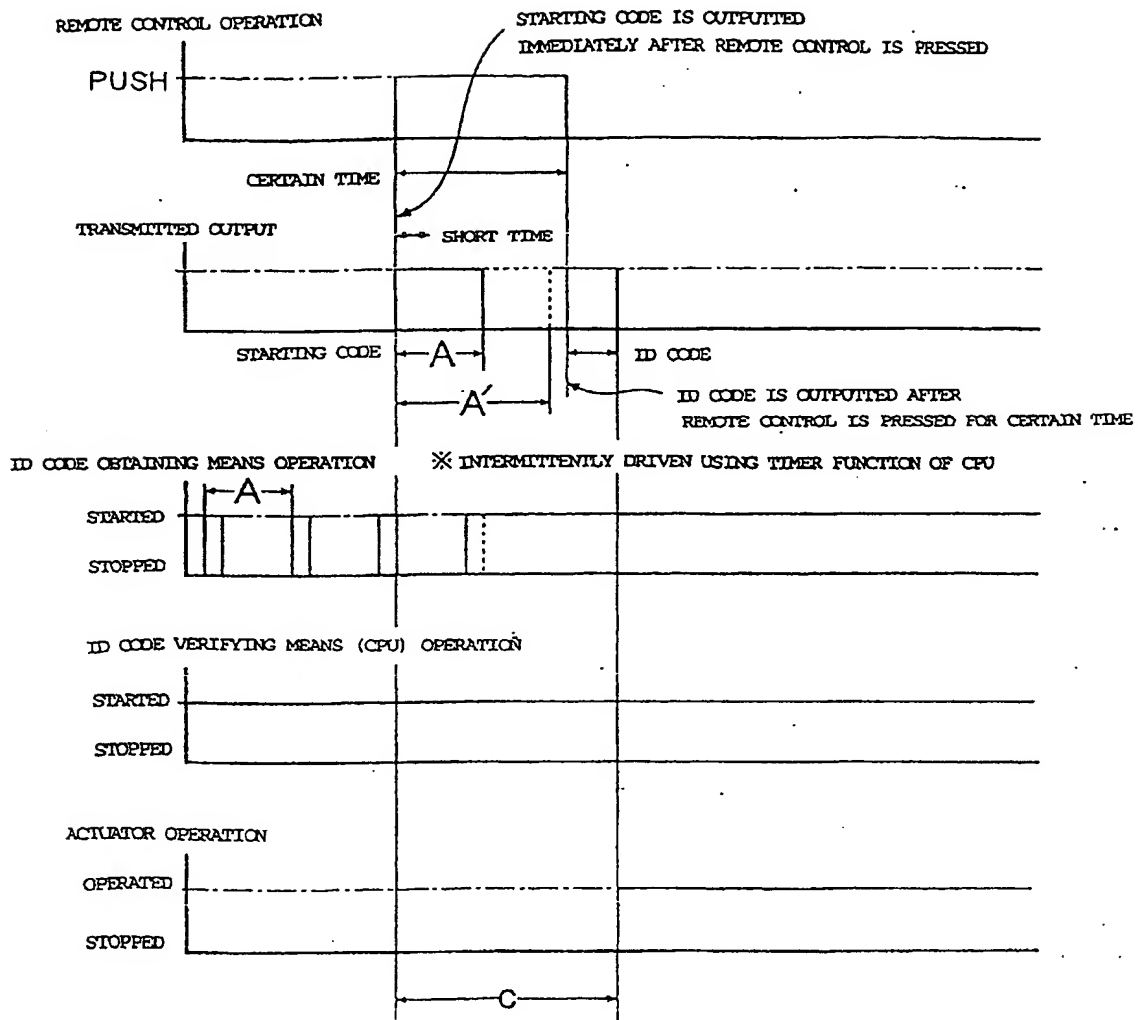 REMOTE CONTROL OPERATION
STARTING CODE IS OUTPUTTED
IMMEDIATELY AFTER REMOTE CONTROL IS PRESSED
PUSH
CERTAIN TIME
TRANSMITTED OUTPUT
SHORT TIME
STARTING CODE
A
ID CODE
A'
ID CODE IS OUTPUTTED AFTER
REMOTE CONTROL IS PRESSED FOR CERTAIN TIME
ID CODE OBTAINING MEANS OPERATION
※ INTERMITTENTLY DRIVEN USING TIMER FUNCTION OF CPU
A
STARTED
STOPPED
ID CODE VERIFYING MEANS (CPU) OPERATION
STARTED
STOPPED
ACTUATOR OPERATION
OPERATED
STOPPED
C